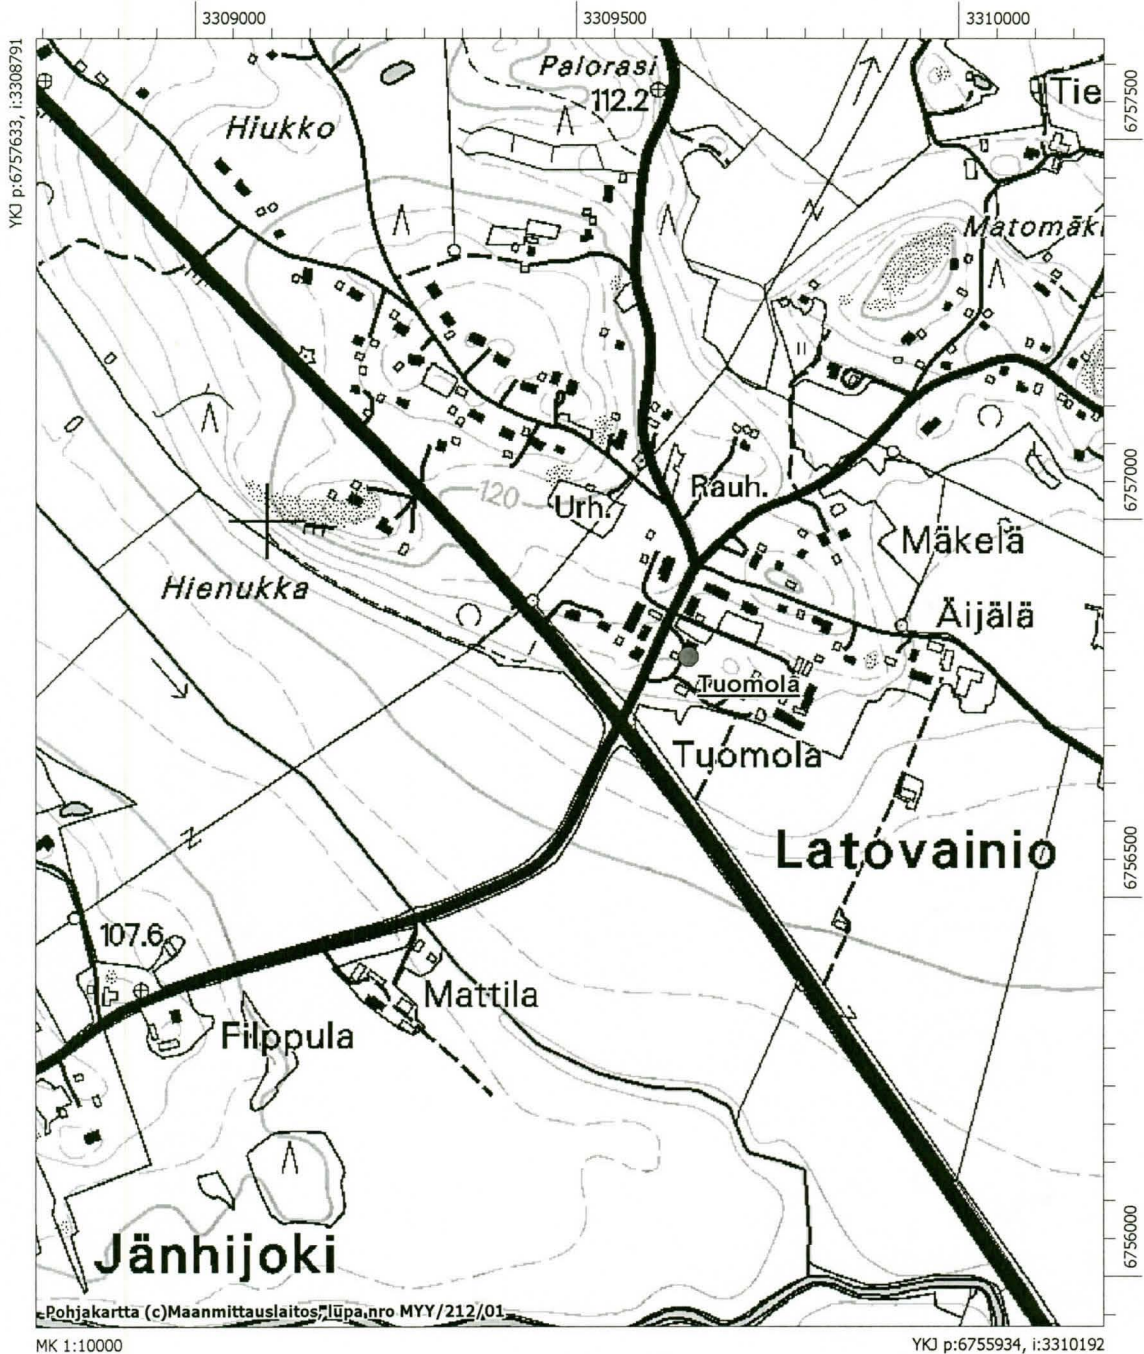 3309000
3309500
3310000
YKJ p:6757633, i:3308791
Palorasi
112.2
Tie
6757500
Hiukko
Matomäki
120
Urh.
Rauh.
6757000
Mäkelä
Hienukka
Äijälä
Tuomola
Tuomola
Latovainio
6756500
107.6
Mattila
Filppula
Jänhijoki
6756000
Pohjakartta (c)Maanmittauslaitos, lupa nro MYY/212/01
MK 1:10000
YKJ p:6755934, i:3310192